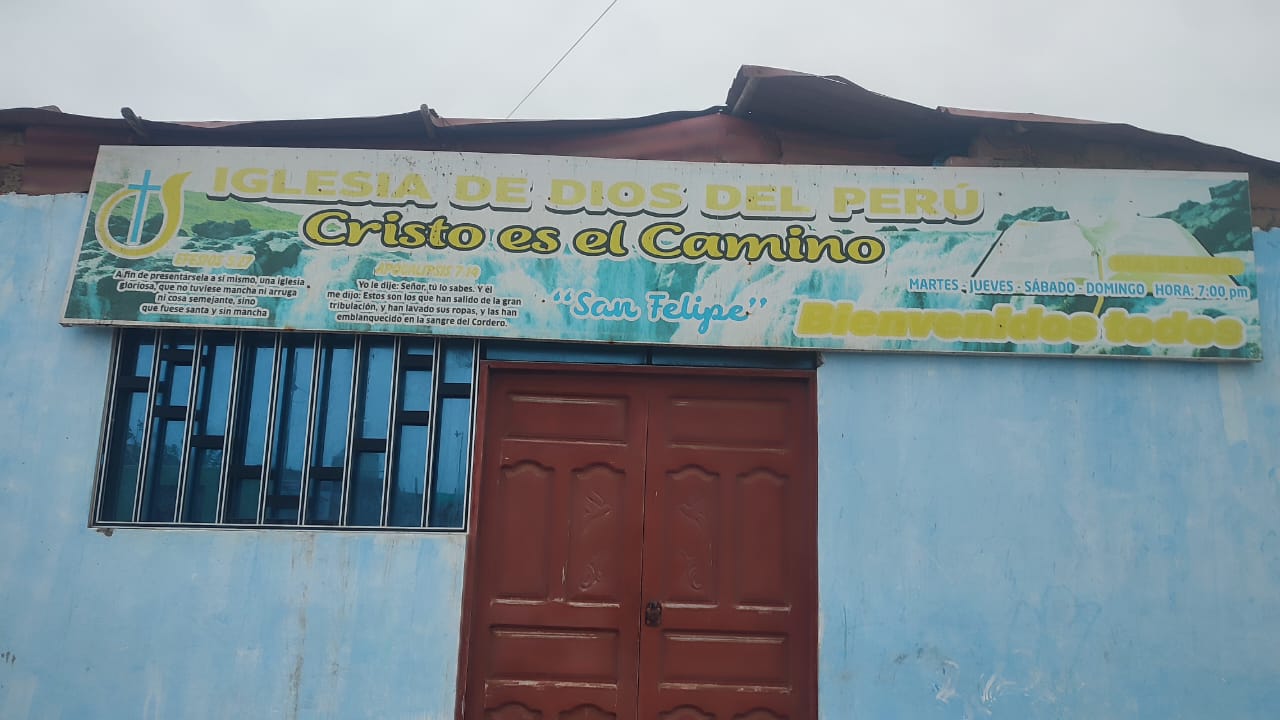 IGLESIA DE DIOS DEL PERÚ
Cristo es el Camino
EFESIOS 5:27
A fin de presentársela a sí mismo, una iglesia
gloriosa, que no tuviese mancha ni arruga
ni cosa semejante, sino
que fuese santa y sin mancha
APOCALIPSIS 7:14
Yo le dije: Señor, tú lo sabes. Y él
me dijo: Estos son los que han salido de la gran
tribulación, y han lavado sus ropas, y las han
emblanquecido en la sangre del Cordero.
"San Felipe"
MARTES - JUEVES - SÁBADO - DOMINGO HORA: 7:00 pm
Bienvenidos todos